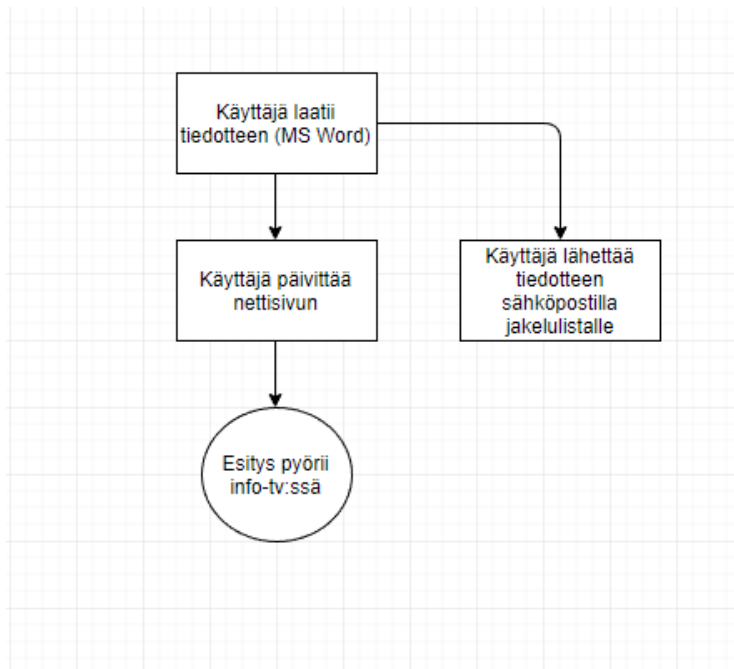 Käyttäjä laatii
tiedotteen (MS Word)
Käyttäjä päivittää
nettisivun
Käyttäjä lähettää
tiedotteen
sähköpostilla
jakelulistalle
Esitys pyörii
info-tv:ssä